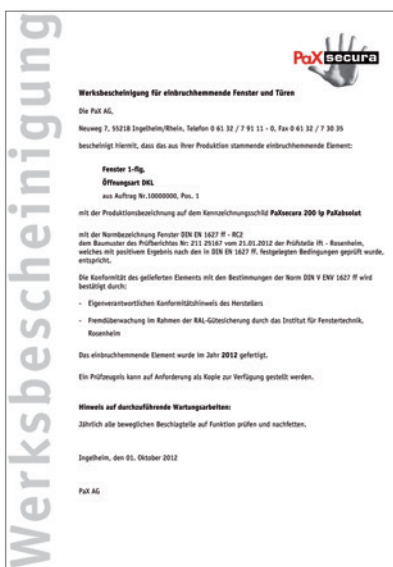 Werksbescheinigung
PaX secura
Werksbescheinigung für einbruchhemmende Fenster und Türen
Die PaX AG,
Neuweg 7, 55218 Ingelheim/Rhein, Telefon 0 61 32 / 7 91 11 - 0, Fax 0 61 32 / 7 30 35
bescheinigt hiermit, dass das aus ihrer Produktion stammende einbruchhemmende Element:
Fenster 1-flg,
Öffnungsart DKL
aus Auftrag Nr.10000000, Pos. 1
mit der Produktionsbezeichnung auf dem Kennzeichnungsschild PaXsecura 200 ip PaXabsolut
mit der Normbezeichnung Fenster DIN EN 1627 ff - RC2
dem Baumuster des Prüfberichtes Nr: 211 25167 vom 21.01.2012 der Prüfstelle ift - Rosenheim,
welches mit positivem Ergebnis nach den in DIN EN 1627 ff. festgelegten Bedingungen geprüft wurde,
entspricht.
Die Konformität des gelieferten Elements mit den Bestimmungen der Norm DIN V ENV 1627 ff wird
bestätigt durch:
- Eigenverantwortlichen Konformitätshinweis des Herstellers
- Fremdüberwachung im Rahmen der RAL-Gütesicherung durch das Institut für Fenstertechnik,
Rosenheim
Das einbruchhemmende Element wurde im Jahr 2012 gefertigt.
Ein Prüfzeugnis kann auf Anforderung als Kopie zur Verfügung gestellt werden.
Hinweis auf durchzuführende Wartungsarbeiten:
Jährlich alle beweglichen Beschlagteile auf Funktion prüfen und nachfetten.
Ingelheim, den 01. Oktober 2012
PaX AG